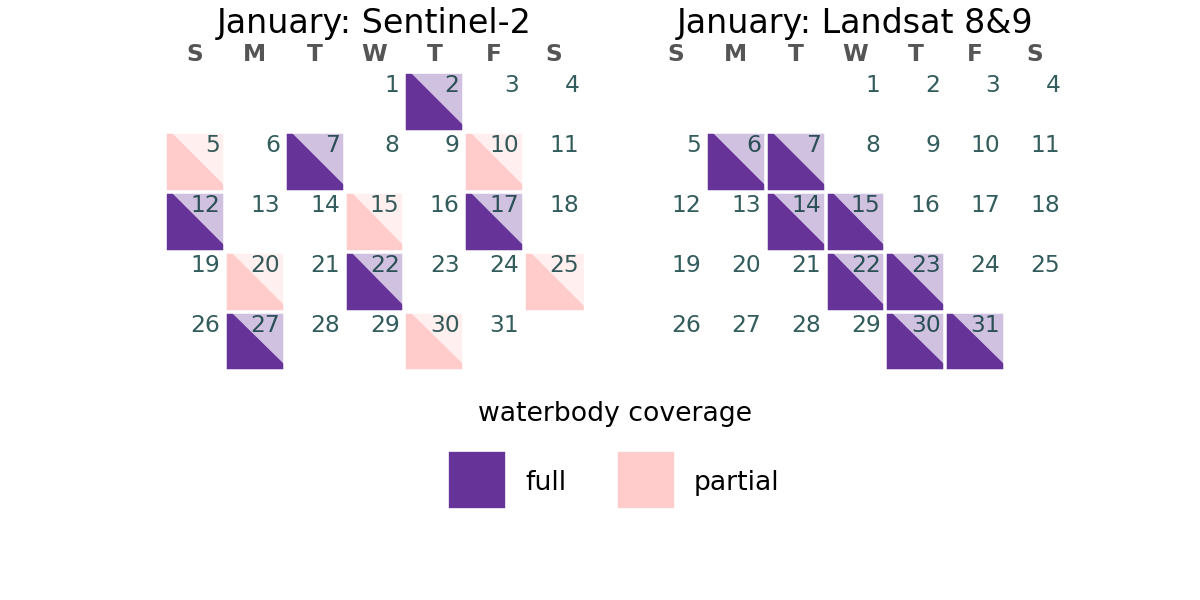 January: Sentinel-2
S M T W T F S
1 2 3 4
5 6 7 8 9 10 11
12 13 14 15 16 17 18
19 20 21 22 23 24 25
26 27 28 29 30 31
January: Landsat 8&9
S M T W T F S
1 2 3 4
5 6 7 8 9 10 11
12 13 14 15 16 17 18
19 20 21 22 23 24 25
26 27 28 29 30 31
waterbody coverage
full
partial